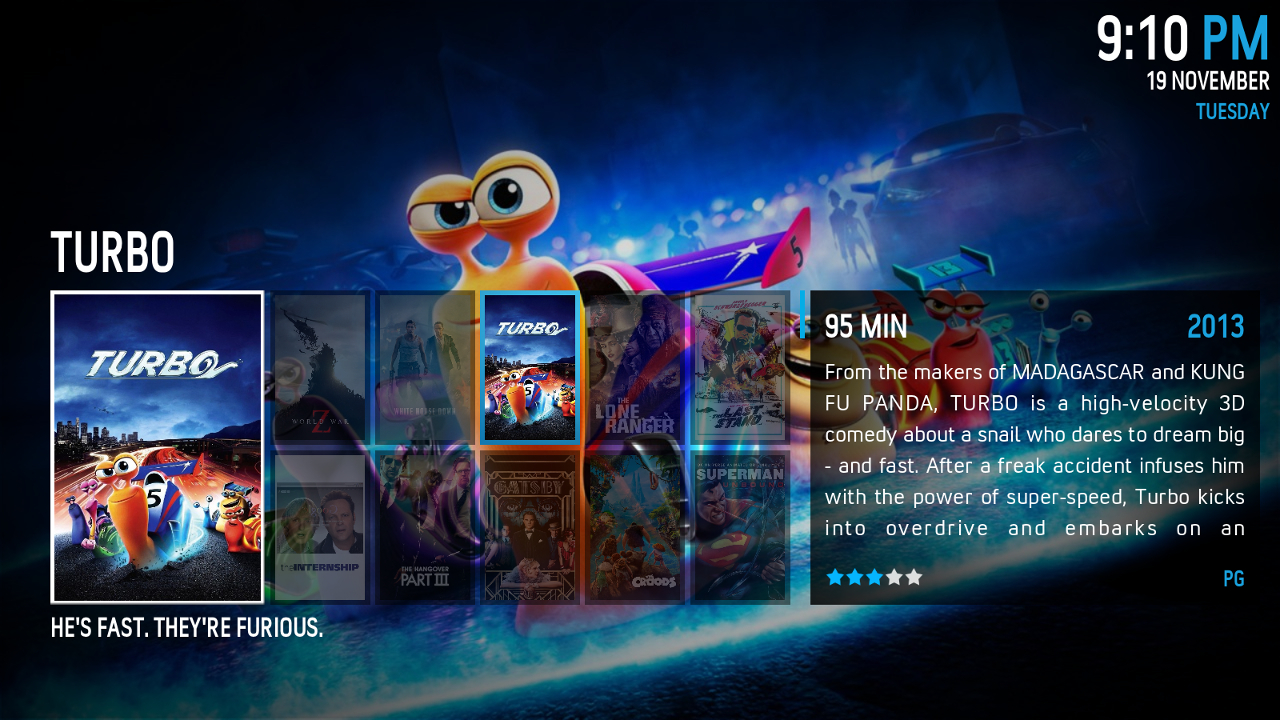 9:10 PM
19 NOVEMBER
TUESDAY
TURBO
TURBO
5
WORLD WAR Z
WHITE HOUSE DOWN
TURBO
THE
LONE
RANGER
THE LAST
STAND
the INTERNSHIP
THE HANGOVER
PART III
GATSBY
THE CROODS
SUPERMAN
5
13
95 MIN
2013
From the makers of MADAGASCAR and KUNG
FU PANDA, TURBO is a high-velocity 3D
comedy about a snail who dares to dream big
- and fast. After a freak accident infuses him
with the power of super-speed, Turbo kicks
into overdrive and embarks on an
PG
HE'S FAST. THEY'RE FURIOUS.